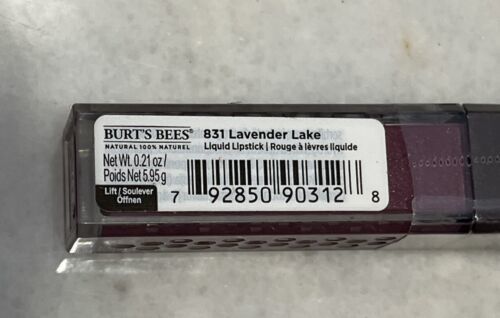 BURT'S BEES®
NATURAL 100% NATUREL
831 Lavender Lake
Liquid Lipstick | Rouge à lèvres liquide
Net Wt. 0.21 oz /
Poids Net 5.95 g
Lift / Soulever
Öffnen
7 92850 90312 8